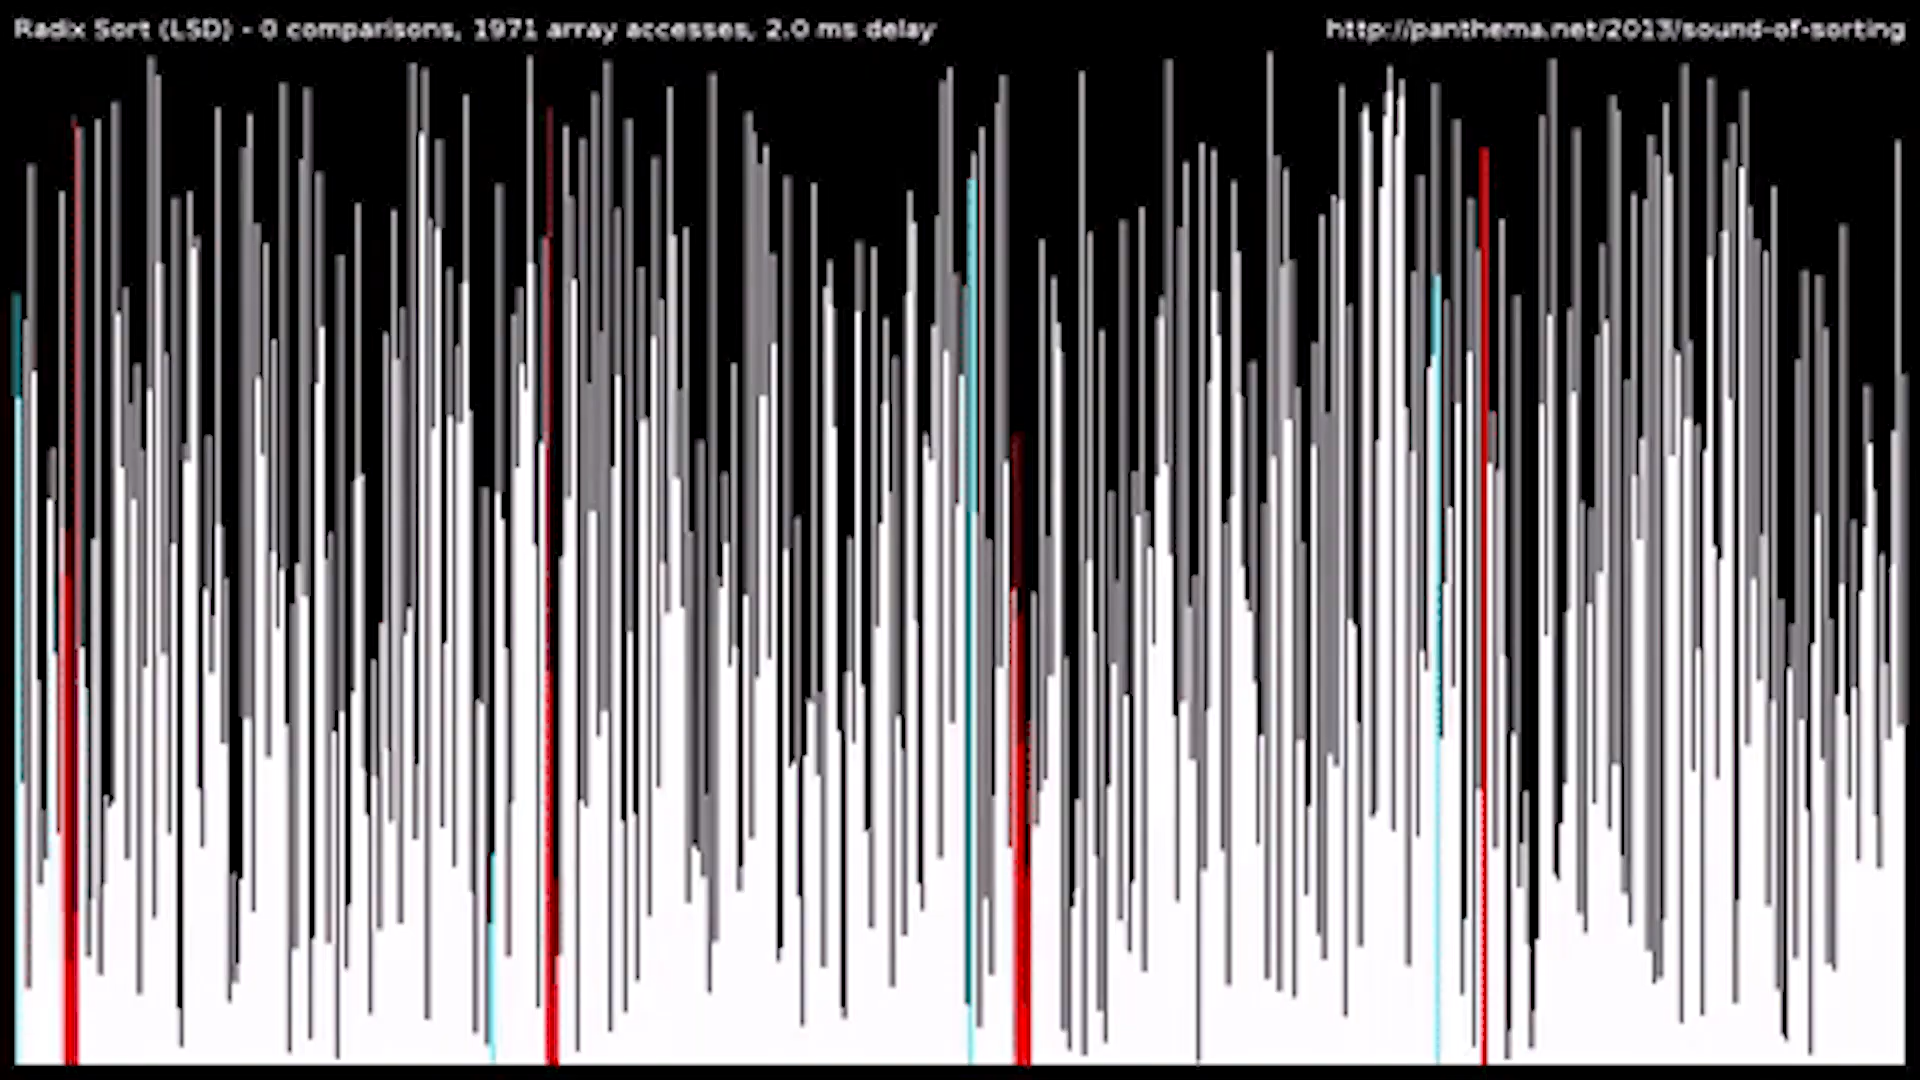 Radix Sort (LSD) - 0 comparisons, 1971 array accesses, 2.0 ms delay
http://panthema.net/2013/sound-of-sorting